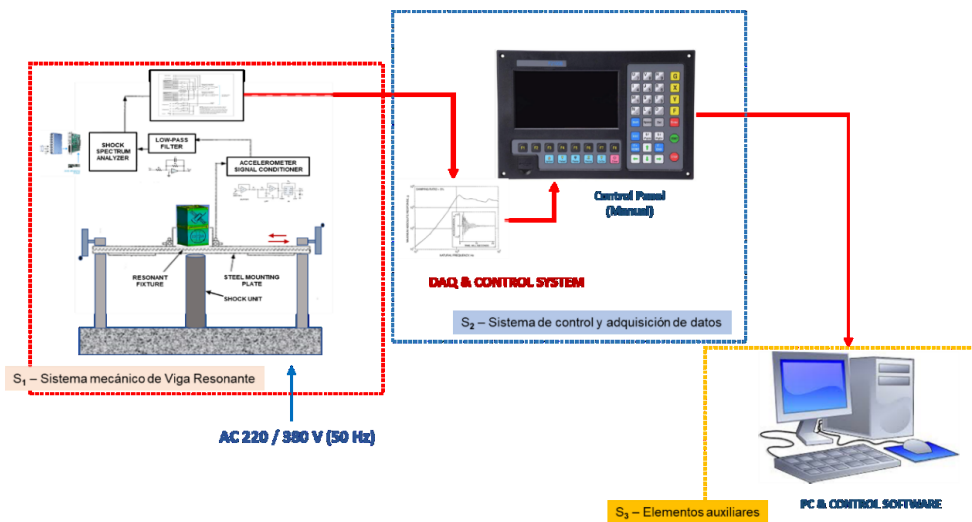 SHOCK
SPECTRUM
ANALYZER
LOW-PASS
FILTER
ACCELEROMETER
SIGNAL CONDITIONER
RESONANT
FIXTURE
STEEL MOUNTING
PLATE
SHOCK UNIT
S₁ – Sistema mecánico de Viga Resonante
AC 220 / 380 V (50 Hz)
Control Panel
(Manual)
DAQ & CONTROL SYSTEM
S₂ – Sistema de control y adquisición de datos
PC & CONTROL SOFTWARE
S₃ – Elementos auxiliares